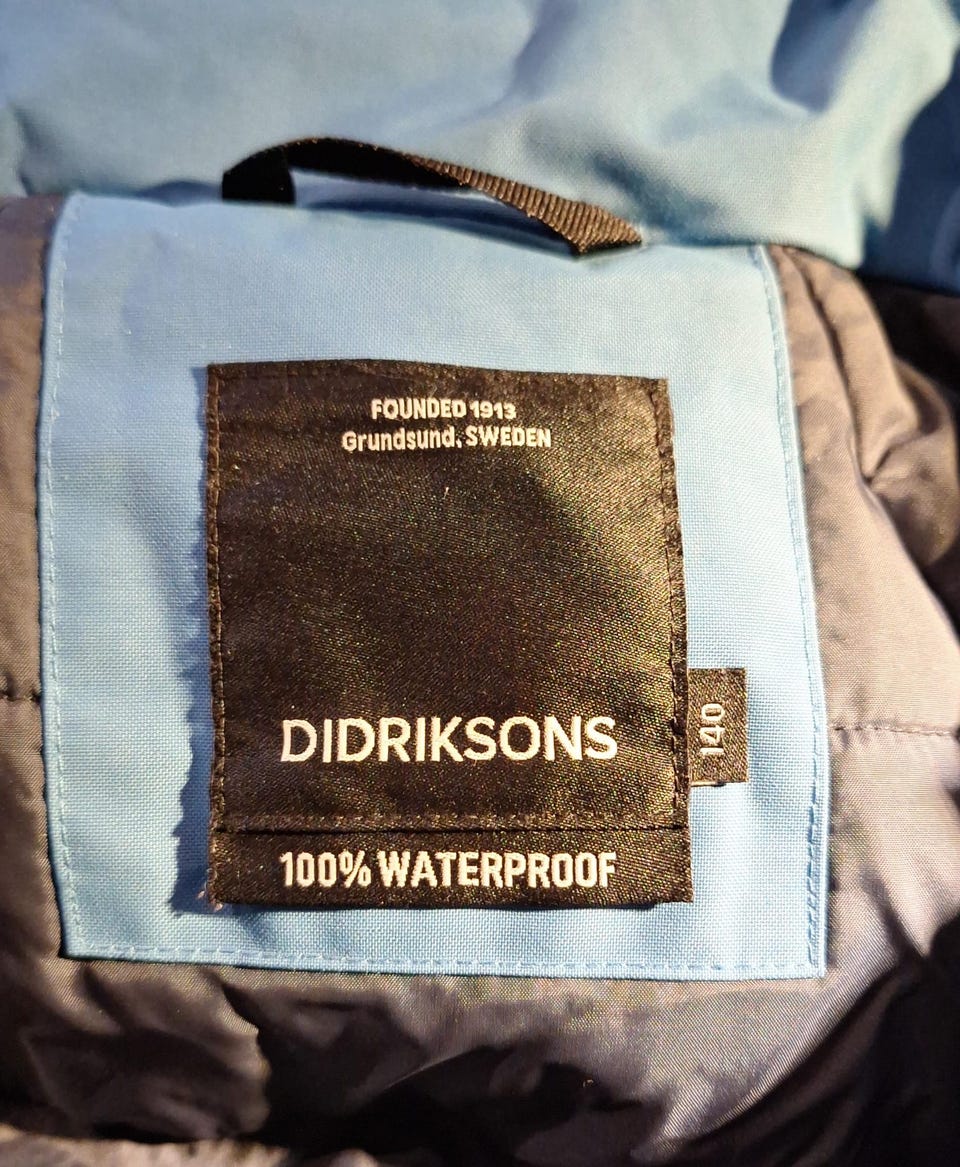 FOUNDED 1913
Grundsund. SWEDEN
DIDRIKSONS
140
100% WATERPROOF